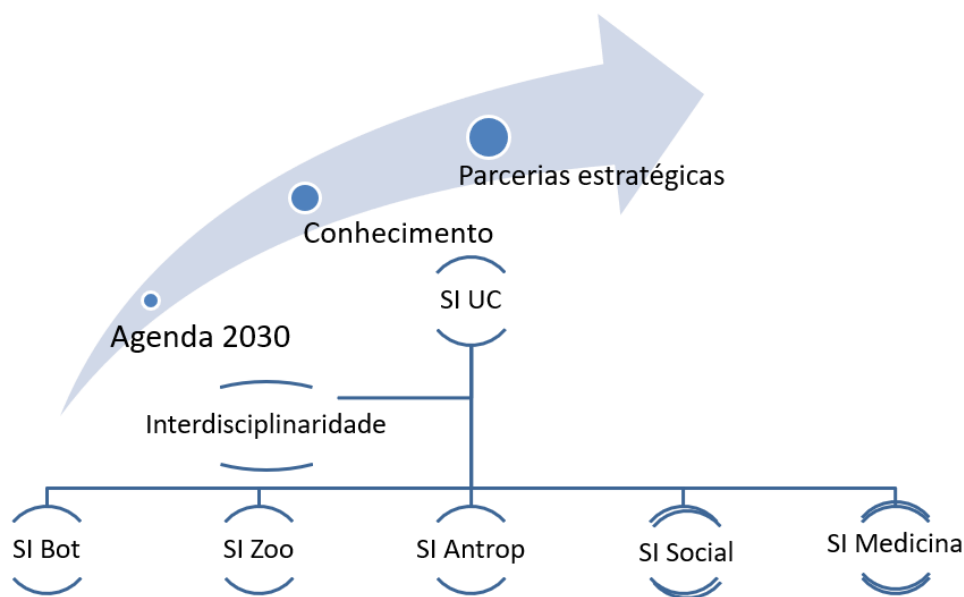 Parcerias estratégicas
Conhecimento
SI UC
Agenda 2030
Interdisciplinaridade
SI Bot
SI Zoo
SI Antrop
SI Social
SI Medicina